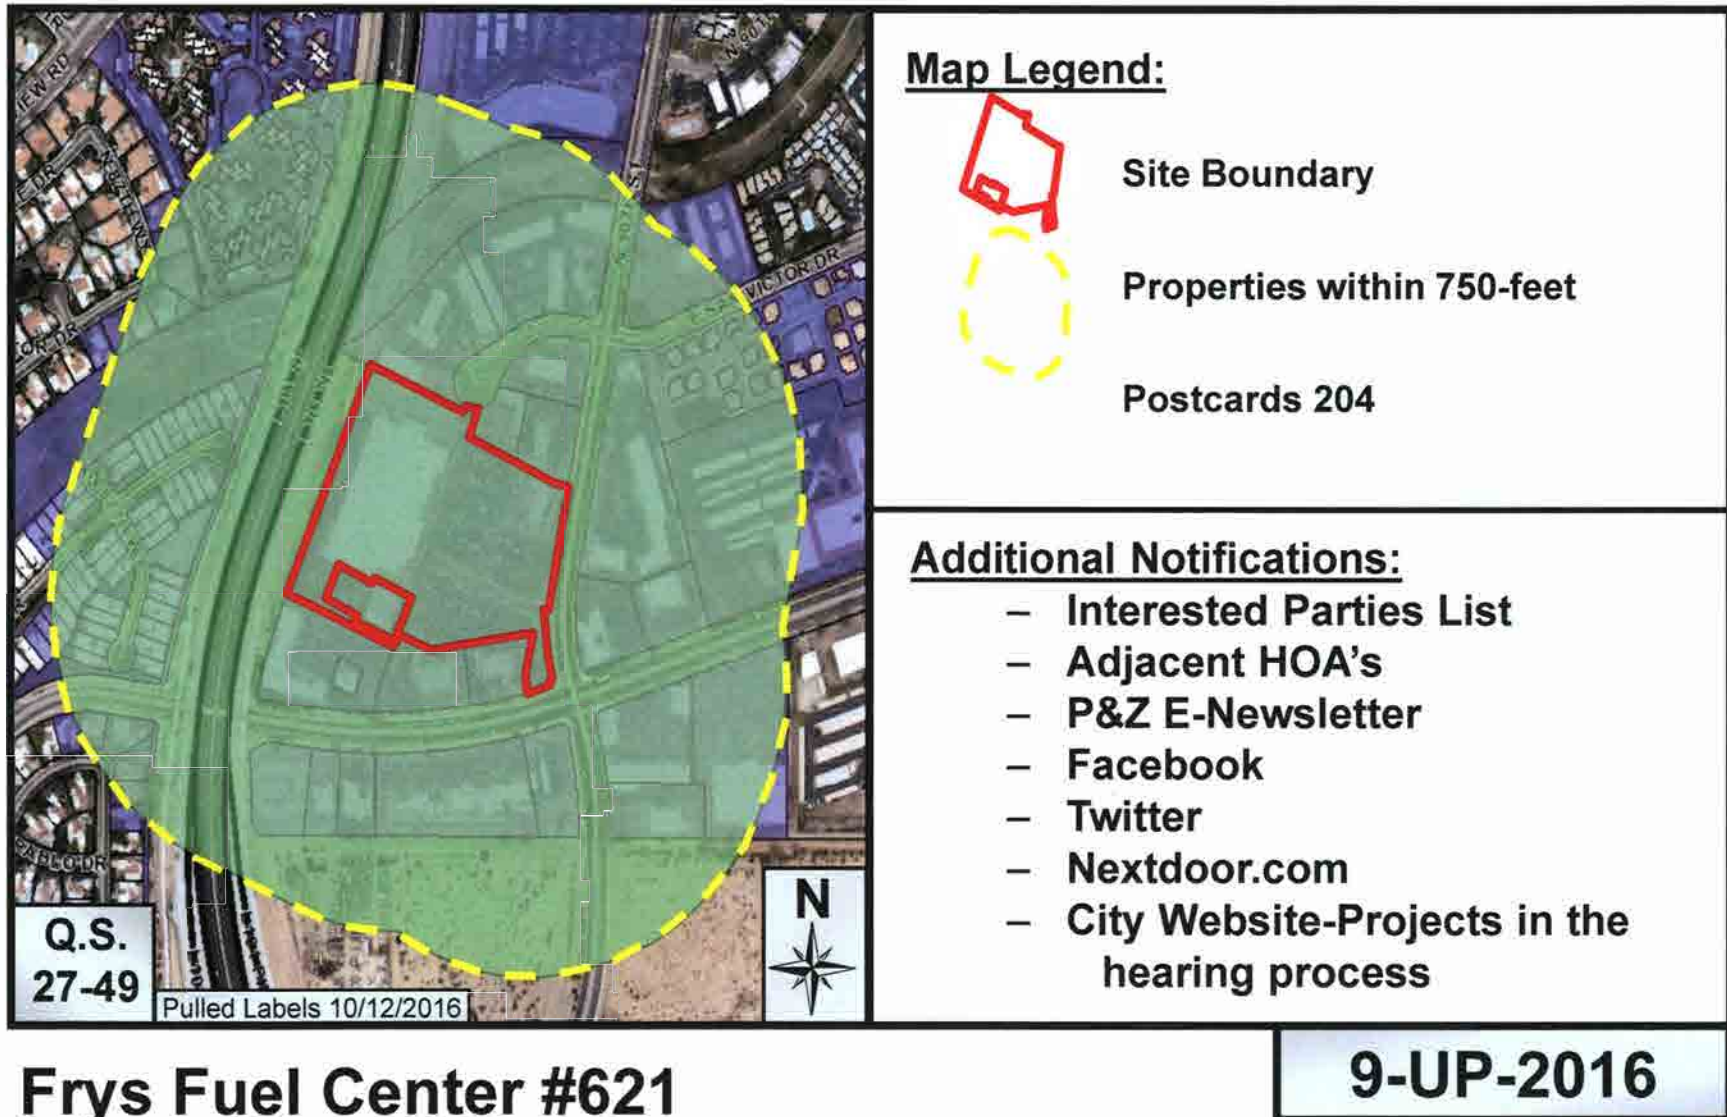 Map Legend:
Site Boundary
Properties within 750-feet
Postcards 204
Additional Notifications:
– Interested Parties List
– Adjacent HOA's
– P&Z E-Newsletter
– Facebook
– Twitter
– Nextdoor.com
– City Website-Projects in the
hearing process
VICTOR DR
PABLO DR
N
Q.S.
27-49
Pulled Labels 10/12/2016
Frys Fuel Center #621
9-UP-2016